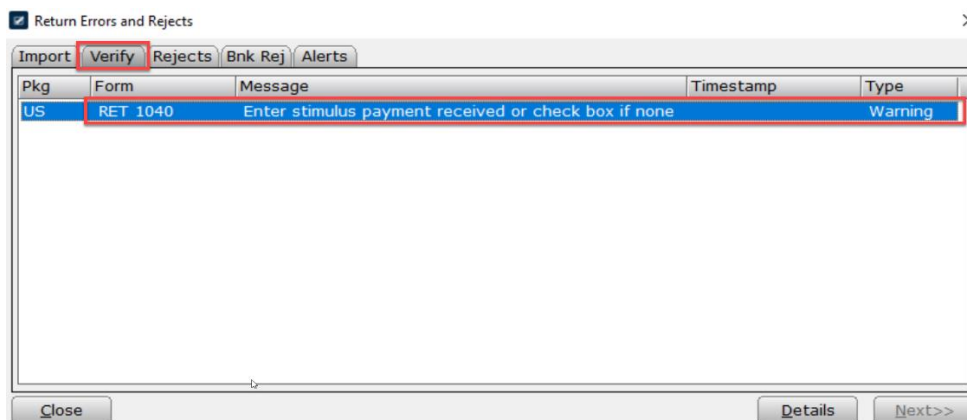 Return Errors and Rejects
Import Verify Rejects Bnk Rej Alerts
Pkg Form Message Timestamp Type
US RET 1040 Enter stimulus payment received or check box if none Warning
Close Details Next>>